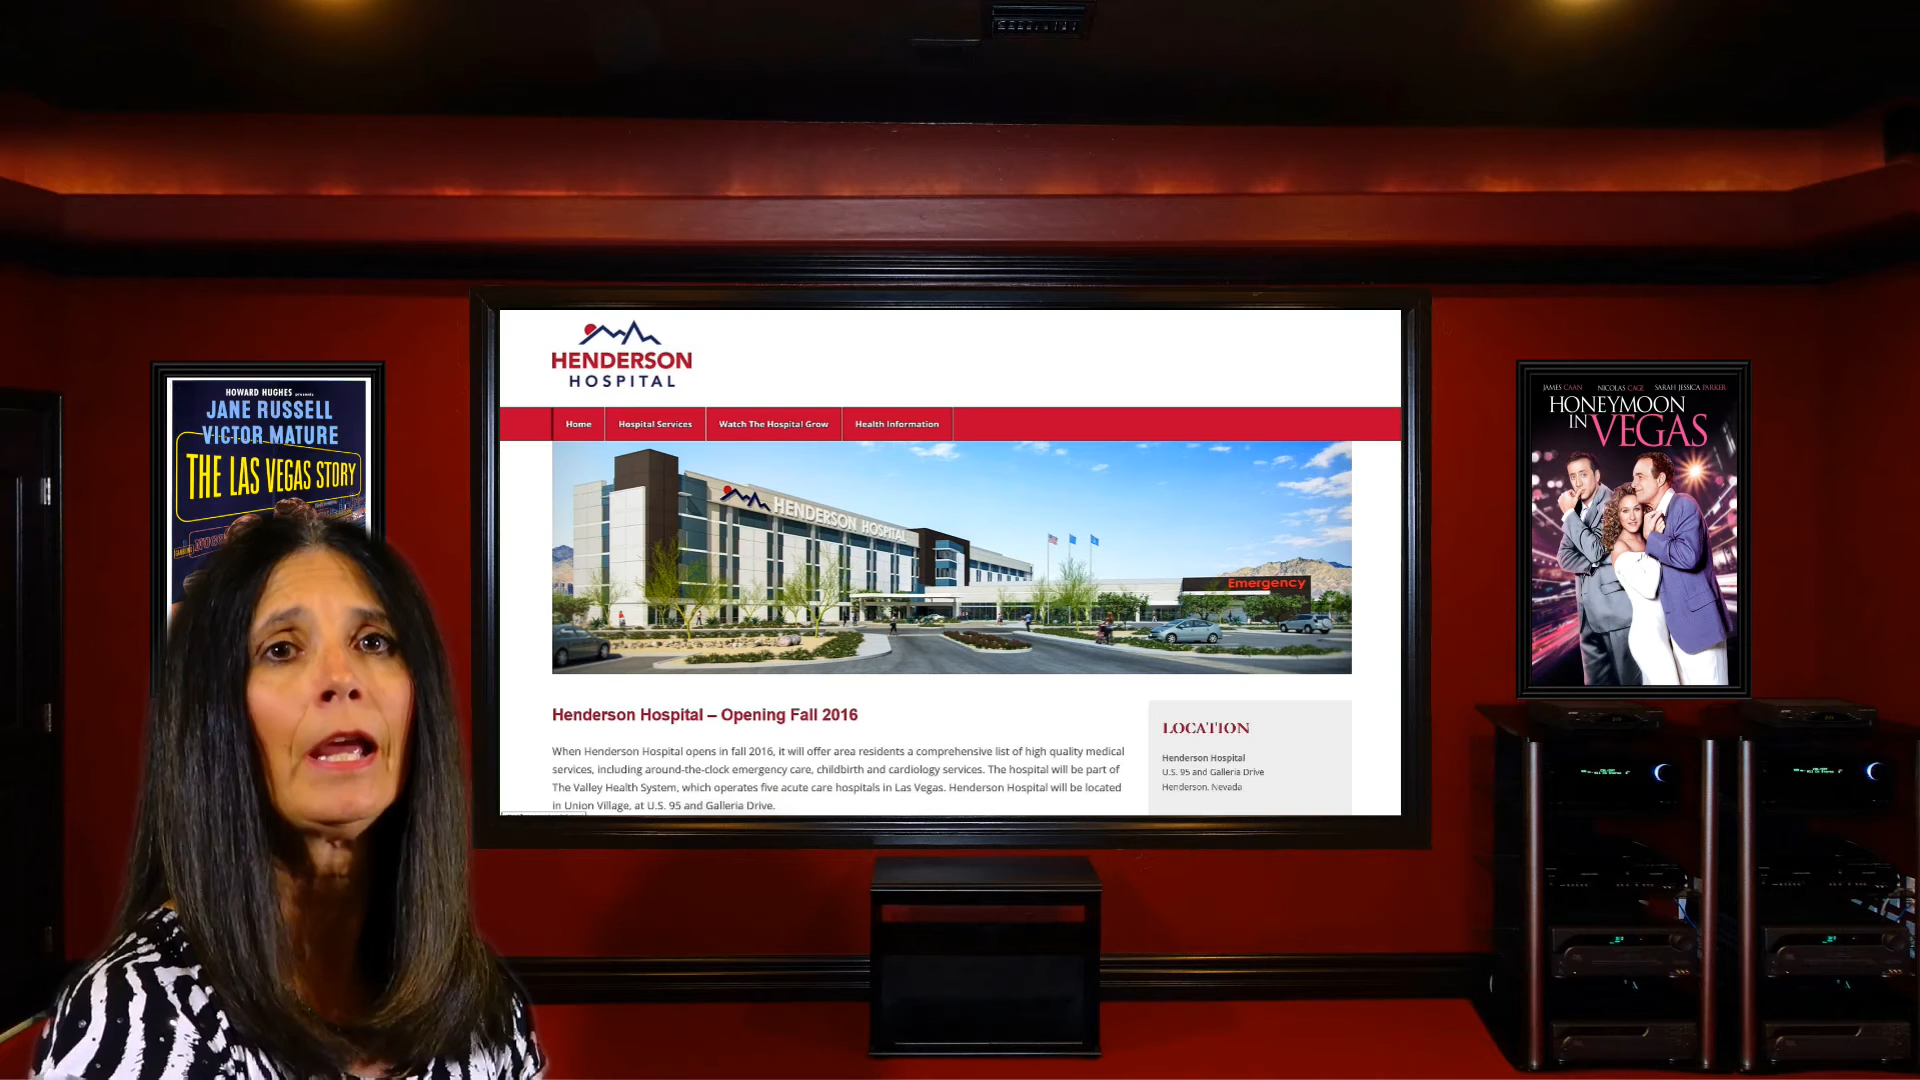 HOWARD HUGHES presents
JANE RUSSELL
VICTOR MATURE
THE LAS VEGAS STORY
HENDERSON
HOSPITAL
Home
Hospital Services
Watch The Hospital Grow
Health Information
HENDERSON HOSPITAL
Emergency
Henderson Hospital – Opening Fall 2016
When Henderson Hospital opens in fall 2016, it will offer area residents a comprehensive list of high quality medical
services, including around-the-clock emergency care, childbirth and cardiology services. The hospital will be part of
The Valley Health System, which operates five acute care hospitals in Las Vegas. Henderson Hospital will be located
in Union Village, at U.S. 95 and Galleria Drive.
LOCATION
Henderson Hospital
U.S. 95 and Galleria Drive
Henderson, Nevada
JAMES CAAN NICOLAS CAGE SARAH JESSICA PARKER
HONEYMOON
IN VEGAS